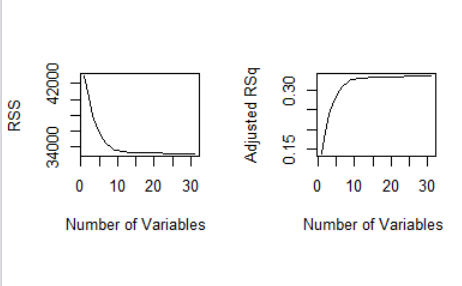 RSS
42000
34000
0 10 20 30
Number of Variables
Adjusted RSq
0.30
0.15
0 10 20 30
Number of Variables